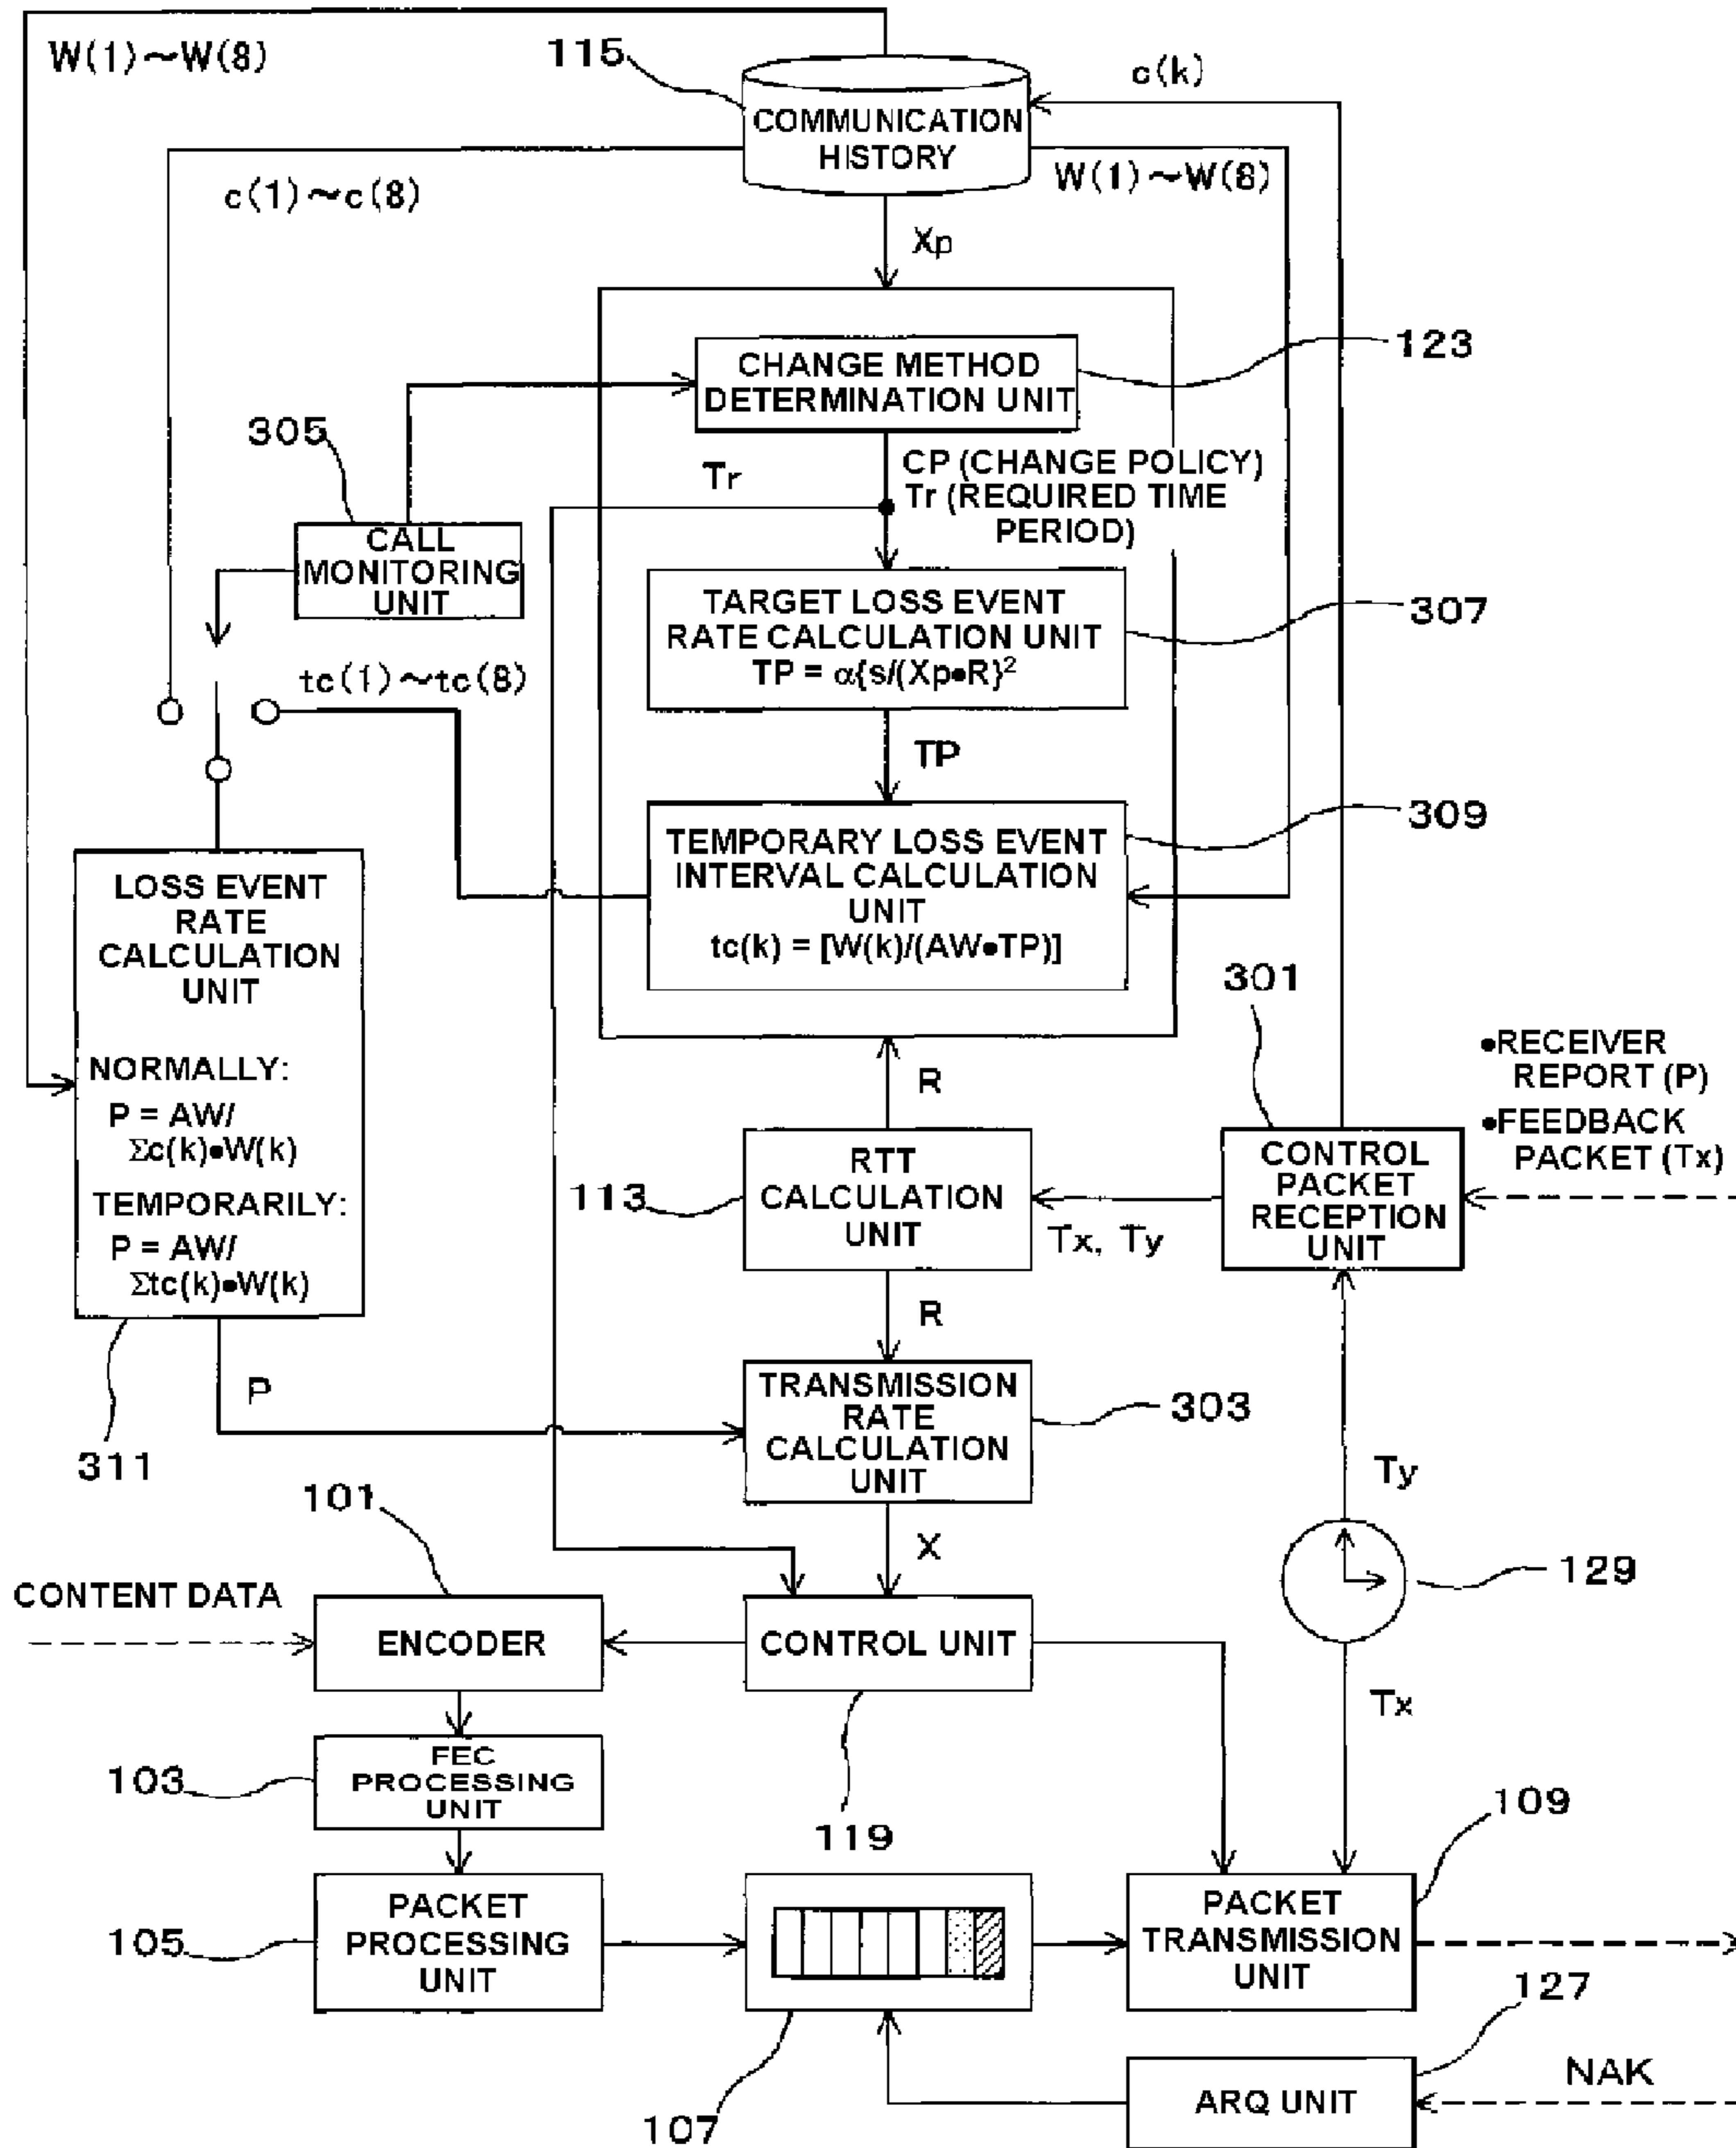 W(1)~W(8)
115
c(k)
COMMUNICATION
HISTORY
W(1)~W(8)
c(1)~c(8)
Xp
CHANGE METHOD
DETERMINATION UNIT
123
305
Tr
CP (CHANGE POLICY)
Tr (REQUIRED TIME
PERIOD)
CALL
MONITORING
UNIT
TARGET LOSS EVENT
RATE CALCULATION UNIT
TP = α{s/(Xp•R}²
307
tc(1)~tc(8)
TP
TEMPORARY LOSS EVENT
INTERVAL CALCULATION
UNIT
tc(k) = [W(k)/(AW•TP)]
309
LOSS EVENT
RATE
CALCULATION
UNIT
NORMALLY:
P = AW/
Σc(k)•W(k)
TEMPORARILY:
P = AW/
Σtc(k)•W(k)
301
•RECEIVER
REPORT (P)
•FEEDBACK
PACKET (Tx)
R
RTT
CALCULATION
UNIT
113
Tx, Ty
CONTROL
PACKET
RECEPTION
UNIT
R
P
TRANSMISSION
RATE
CALCULATION
UNIT
303
311
Ty
101
X
129
CONTENT DATA
ENCODER
CONTROL UNIT
Tx
FEC
PROCESSING
UNIT
103
119
109
PACKET
PROCESSING
UNIT
105
PACKET
TRANSMISSION
UNIT
127
107
ARQ UNIT
NAK